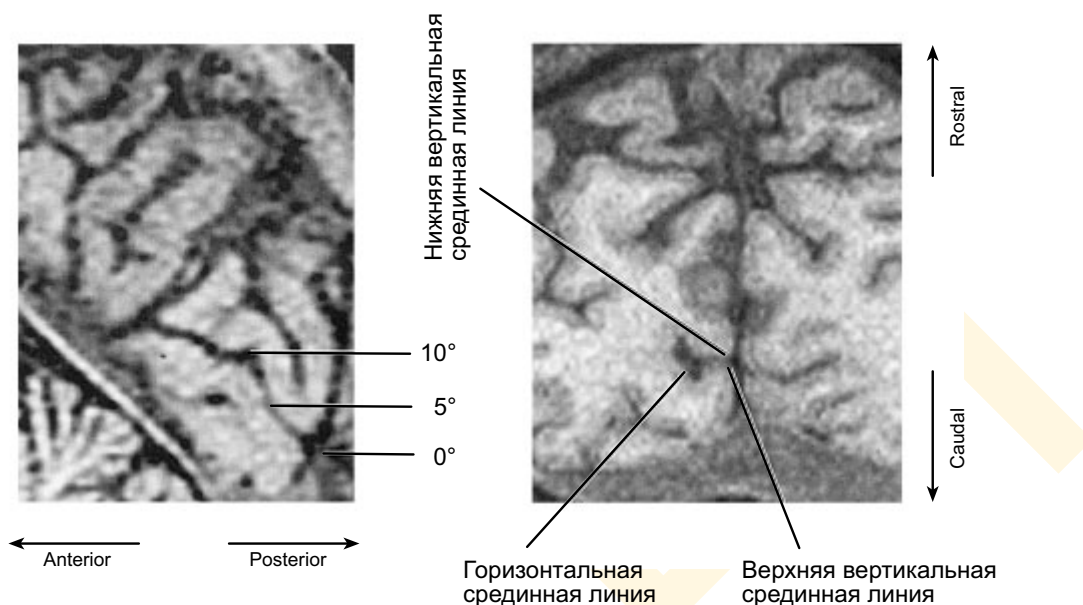 Нижняя вертикальная
срединная линия
10°
5°
0°
Anterior
Posterior
Rostral
Caudal
Горизонтальная
срединная линия
Верхняя вертикальная
срединная линия